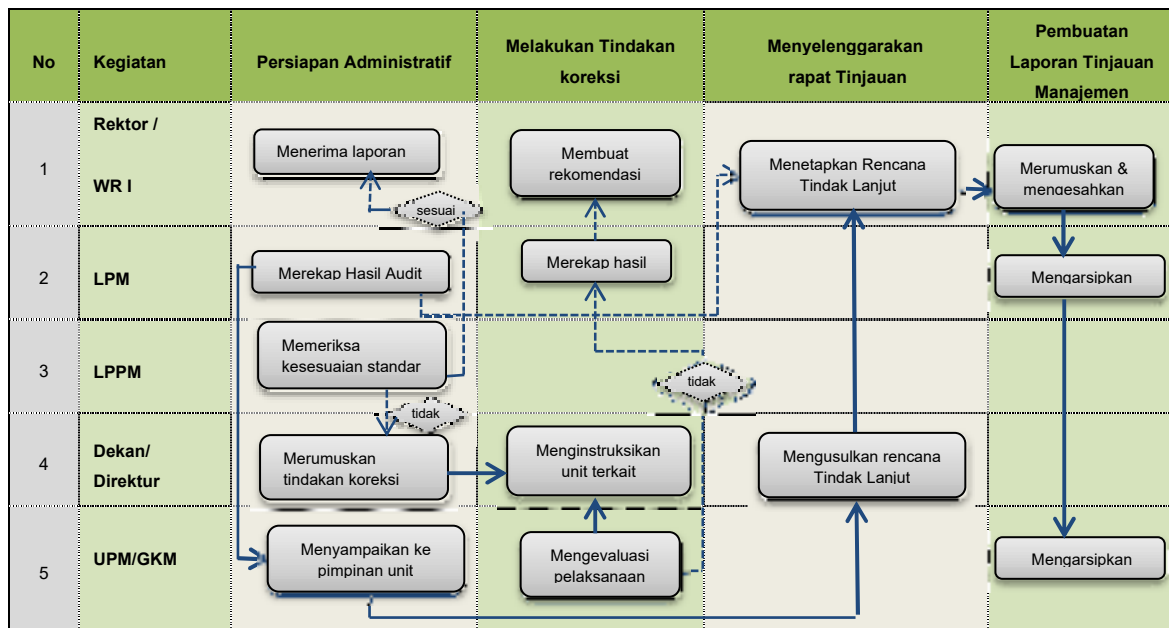 No
Kegiatan
Persiapan Administratif
Melakukan Tindakan
koreksi
Menyelenggarakan
rapat Tinjauan
Pembuatan
Laporan Tinjauan
Manajemen
1
Rektor /
WR I
Menerima laporan
sesuai
Membuat
rekomendasi
Menetapkan Rencana
Tindak Lanjut
Merumuskan &
mengesahkan
2
LPM
Merekap Hasil Audit
Merekap hasil
Mengarsipkan
3
LPPM
Memeriksa
kesesuaian standar
tidak
tidak
4
Dekan/
Direktur
Merumuskan
tindakan koreksi
Menginstruksikan
unit terkait
Mengusulkan rencana
Tindak Lanjut
5
UPM/GKM
Menyampaikan ke
pimpinan unit
Mengevaluasi
pelaksanaan
Mengarsipkan